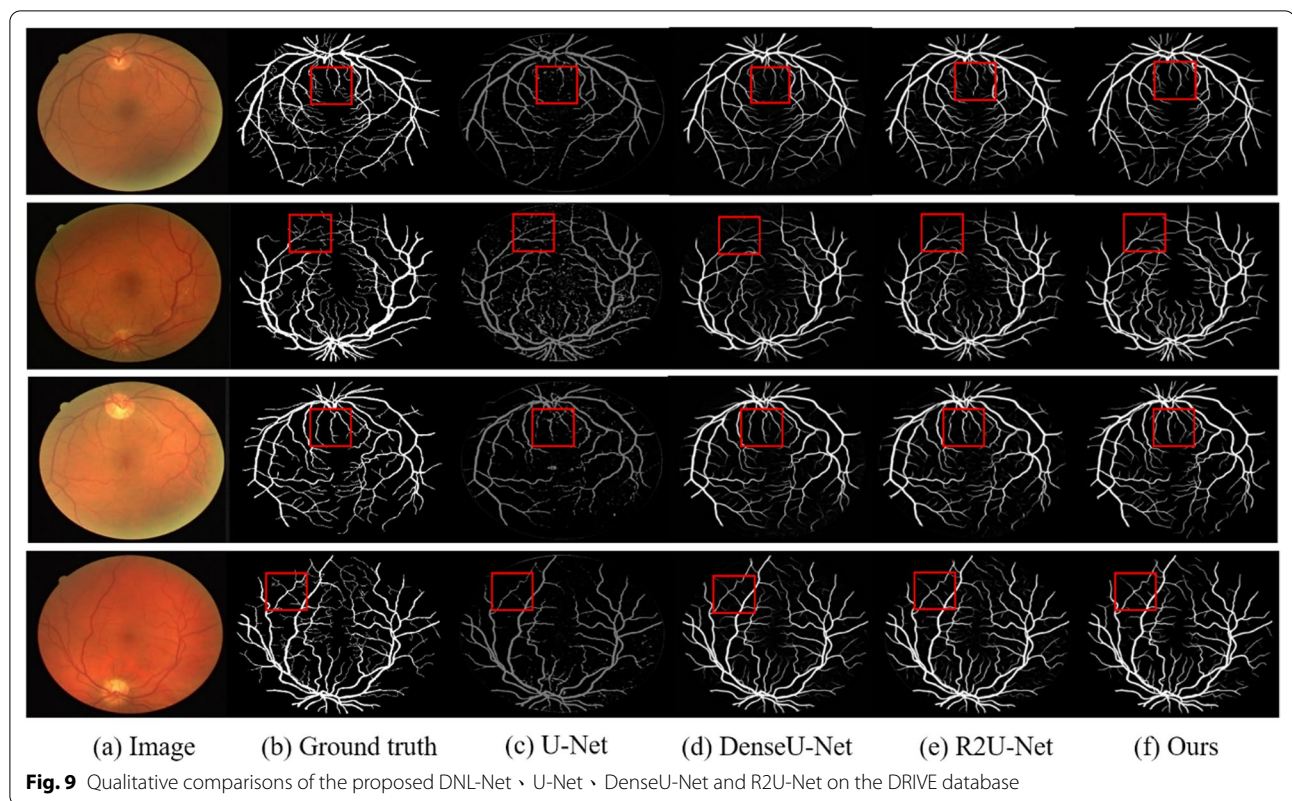 (a) Image (b) Ground truth (c) U-Net (d) DenseU-Net (e) R2U-Net (f) Ours
Fig. 9 Qualitative comparisons of the proposed DNL-Net、U-Net、DenseU-Net and R2U-Net on the DRIVE database